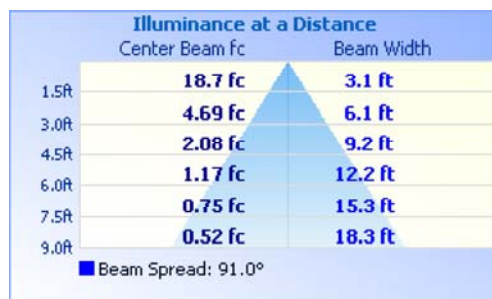 Illuminance at a Distance
Center Beam fc Beam Width
1.5ft 18.7 fc 3.1 ft
3.0ft 4.69 fc 6.1 ft
4.5ft 2.08 fc 9.2 ft
6.0ft 1.17 fc 12.2 ft
7.5ft 0.75 fc 15.3 ft
9.0ft 0.52 fc 18.3 ft
Beam Spread: 91.0°